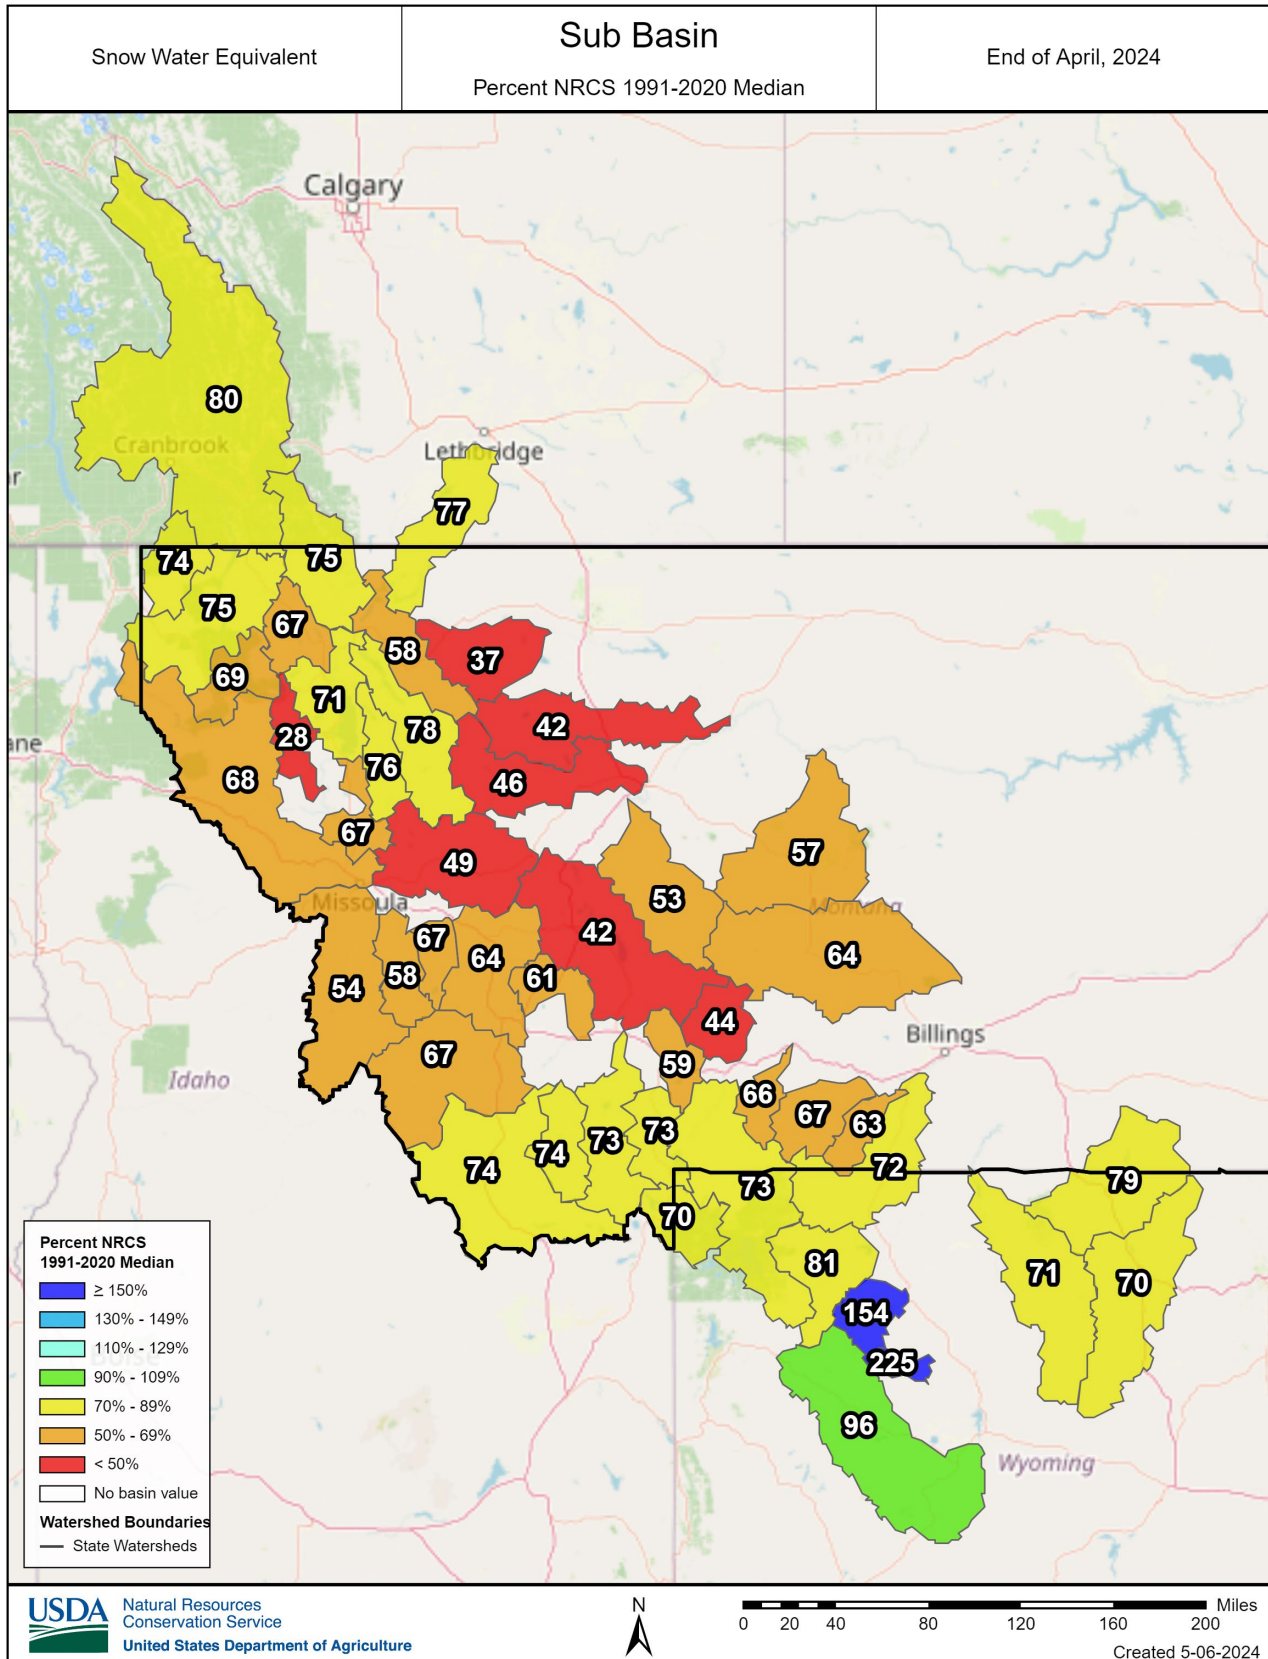 Snow Water Equivalent
Sub Basin
Percent NRCS 1991-2020 Median
End of April, 2024
Calgary
80
Cranbrook
Lethbridge
77
74
75
75
67
58
37
69
71
28
78
42
76
46
68
67
49
57
Missoula
53
Montana
67
42
64
64
58
61
54
44
Billings
67
59
Idaho
66
67
63
73
73
74
74
72
73
79
70
81
71
70
154
225
96
Wyoming
Percent NRCS
1991-2020 Median
≥ 150%
130% - 149%
110% - 129%
90% - 109%
70% - 89%
50% - 69%
< 50%
No basin value
Watershed Boundaries
State Watersheds
USDA
Natural Resources
Conservation Service
United States Department of Agriculture
N
0 20 40 80 120 160 200 Miles
Created 5-06-2024